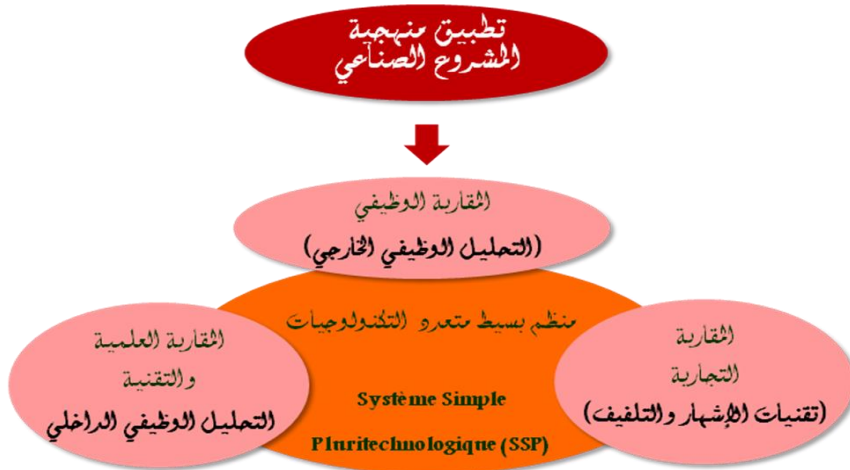 تطبيق منهجية
المشروع الصناعي
المقاربة الوظيفي
(التحليل الوظيفي الخارجي)
منظم بسيط متعدد التكنولوجيات
Système Simple
Pluritechnologique (SSP)
المقاربة
التجارية
(تقنيات الإشهار والتلفيف)
المقاربة العلمية
والتقنية
التحليل الوظيفي الداخلي